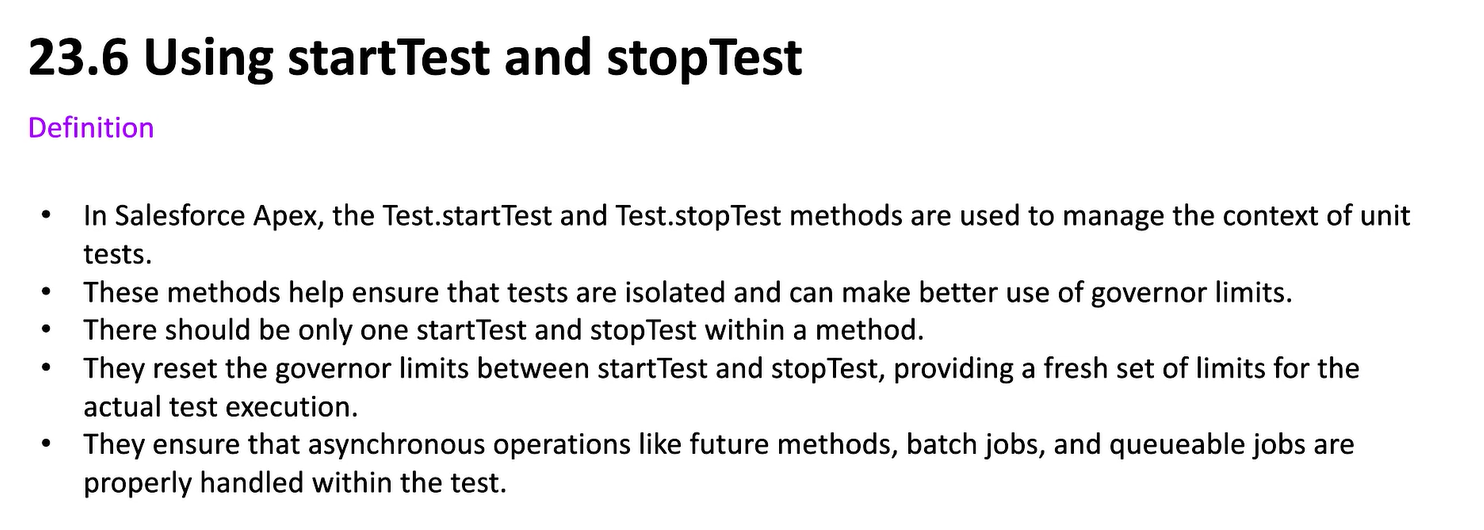 23.6 Using startTest and stopTest
Definition
• In Salesforce Apex, the Test.startTest and Test.stopTest methods are used to manage the context of unit
tests.
• These methods help ensure that tests are isolated and can make better use of governor limits.
• There should be only one startTest and stopTest within a method.
• They reset the governor limits between startTest and stopTest, providing a fresh set of limits for the
actual test execution.
• They ensure that asynchronous operations like future methods, batch jobs, and queueable jobs are
properly handled within the test.